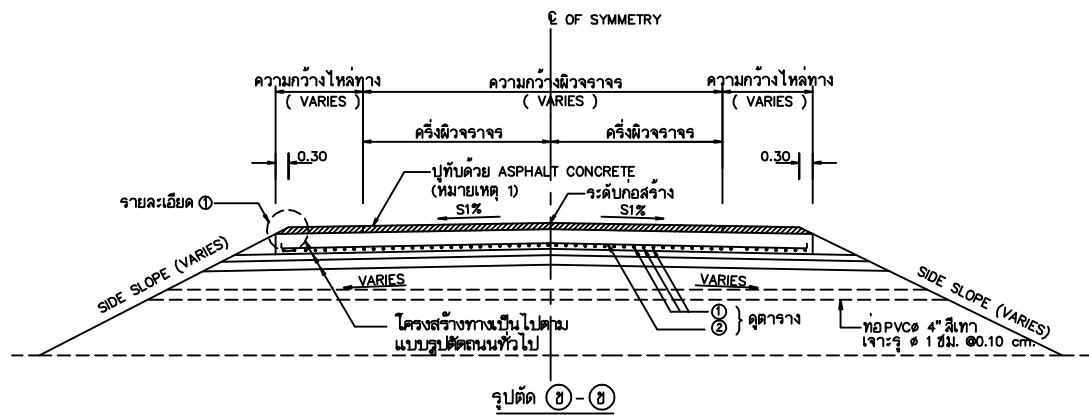 ℄ OF SYMMETRY
ความกว้างไหล่ทาง
( VARIES )
ความกว้างผิวจราจร
( VARIES )
ความกว้างไหล่ทาง
( VARIES )
ครึ่งผิวจราจร
ครึ่งผิวจราจร
0.30
0.30
ปูทับด้วย ASPHALT CONCRETE
(หมายเหตุ 1)
ระดับก่อสร้าง
รายละเอียด ①
S1%
S1%
SIDE SLOPE (VARIES)
SIDE SLOPE (VARIES)
VARIES
VARIES
①
②
ดูตาราง
โครงสร้างทางเป็นไปตาม
แบบรูปตัดถนนทั่วไป
ท่อPVCø 4" สีเทา
เจาะรู ø 1 ซม. @0.10 cm.
รูปตัด ข - ข